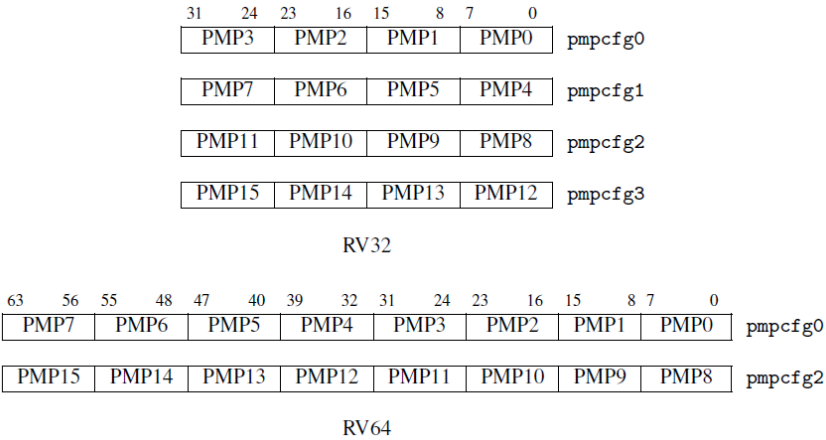 31 24 23 16 15 8 7 0
PMP3 PMP2 PMP1 PMP0 pmpcfg0
PMP7 PMP6 PMP5 PMP4 pmpcfg1
PMP11 PMP10 PMP9 PMP8 pmpcfg2
PMP15 PMP14 PMP13 PMP12 pmpcfg3
RV32
63 56 55 48 47 40 39 32 31 24 23 16 15 8 7 0
PMP7 PMP6 PMP5 PMP4 PMP3 PMP2 PMP1 PMP0 pmpcfg0
PMP15 PMP14 PMP13 PMP12 PMP11 PMP10 PMP9 PMP8 pmpcfg2
RV64